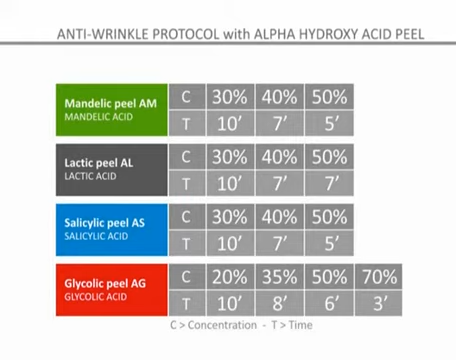 ANTI-WRINKLE PROTOCOL with ALPHA HYDROXY ACID PEEL
Mandelic peel AM
MANDELIC ACID
C 30% 40% 50%
T 10' 7' 5'
Lactic peel AL
LACTIC ACID
C 30% 40% 50%
T 10' 7' 7'
Salicylic peel AS
SALICYLIC ACID
C 30% 40% 50%
T 10' 7' 5'
Glycolic peel AG
GLYCOLIC ACID
C 20% 35% 50% 70%
T 10' 8' 6' 3'
C > Concentration - T > Time